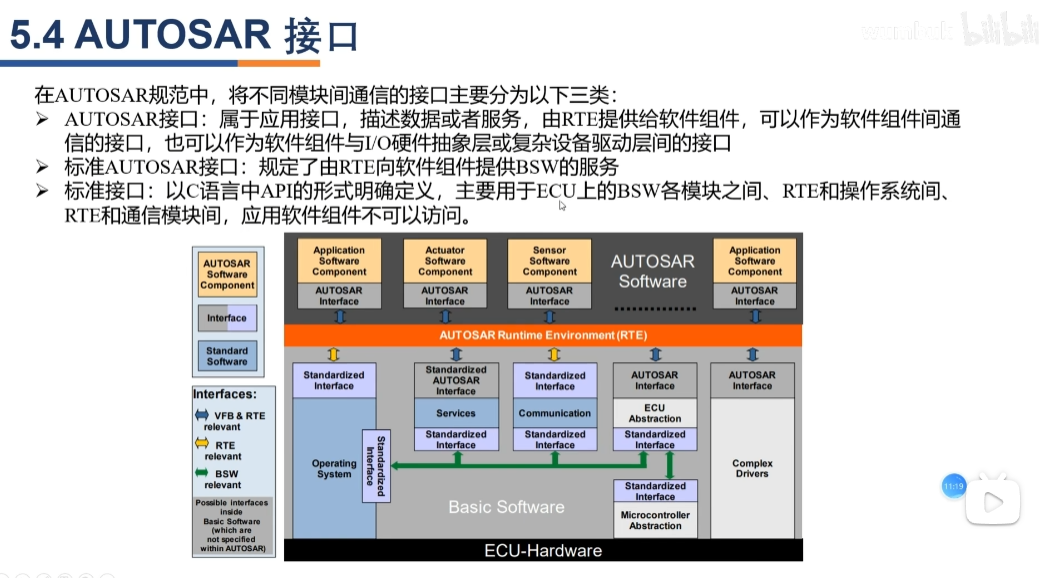 5.4 AUTOSAR 接口
bilibili
在AUTOSAR规范中，将不同模块间通信的接口主要分为以下三类：
➢ AUTOSAR接口：属于应用接口，描述数据或者服务，由RTE提供给软件组件，可以作为软件组件间通
信的接口，也可以作为软件组件与I/O硬件抽象层或复杂设备驱动层间的接口
➢ 标准AUTOSAR接口：规定了由RTE向软件组件提供BSW的服务
➢ 标准接口：以C语言中API的形式明确定义，主要用于ECU上的BSW各模块之间、RTE和操作系统间、
RTE和通信模块间，应用软件组件不可以访问。
AUTOSAR
Software
Component
Interface
Standard
Software
Interfaces:
VFB & RTE
relevant
RTE
relevant
BSW
relevant
Possible interfaces
inside
Basic Software
(which are
not specified
within AUTOSAR)
Application
Software
Component
AUTOSAR
Interface
Actuator
Software
Component
AUTOSAR
Interface
Sensor
Software
Component
AUTOSAR
Interface
AUTOSAR
Software
Application
Software
Component
AUTOSAR
Interface
AUTOSAR Runtime Environment (RTE)
Standardized
Interface
Operating
System
Standardized
Interface
Standardized
AUTOSAR
Interface
Services
Standardized
Interface
Standardized
Interface
Communication
Standardized
Interface
AUTOSAR
Interface
ECU
Abstraction
Standardized
Interface
Standardized
Interface
Microcontroller
Abstraction
AUTOSAR
Interface
Complex
Drivers
Basic Software
ECU-Hardware
11:19